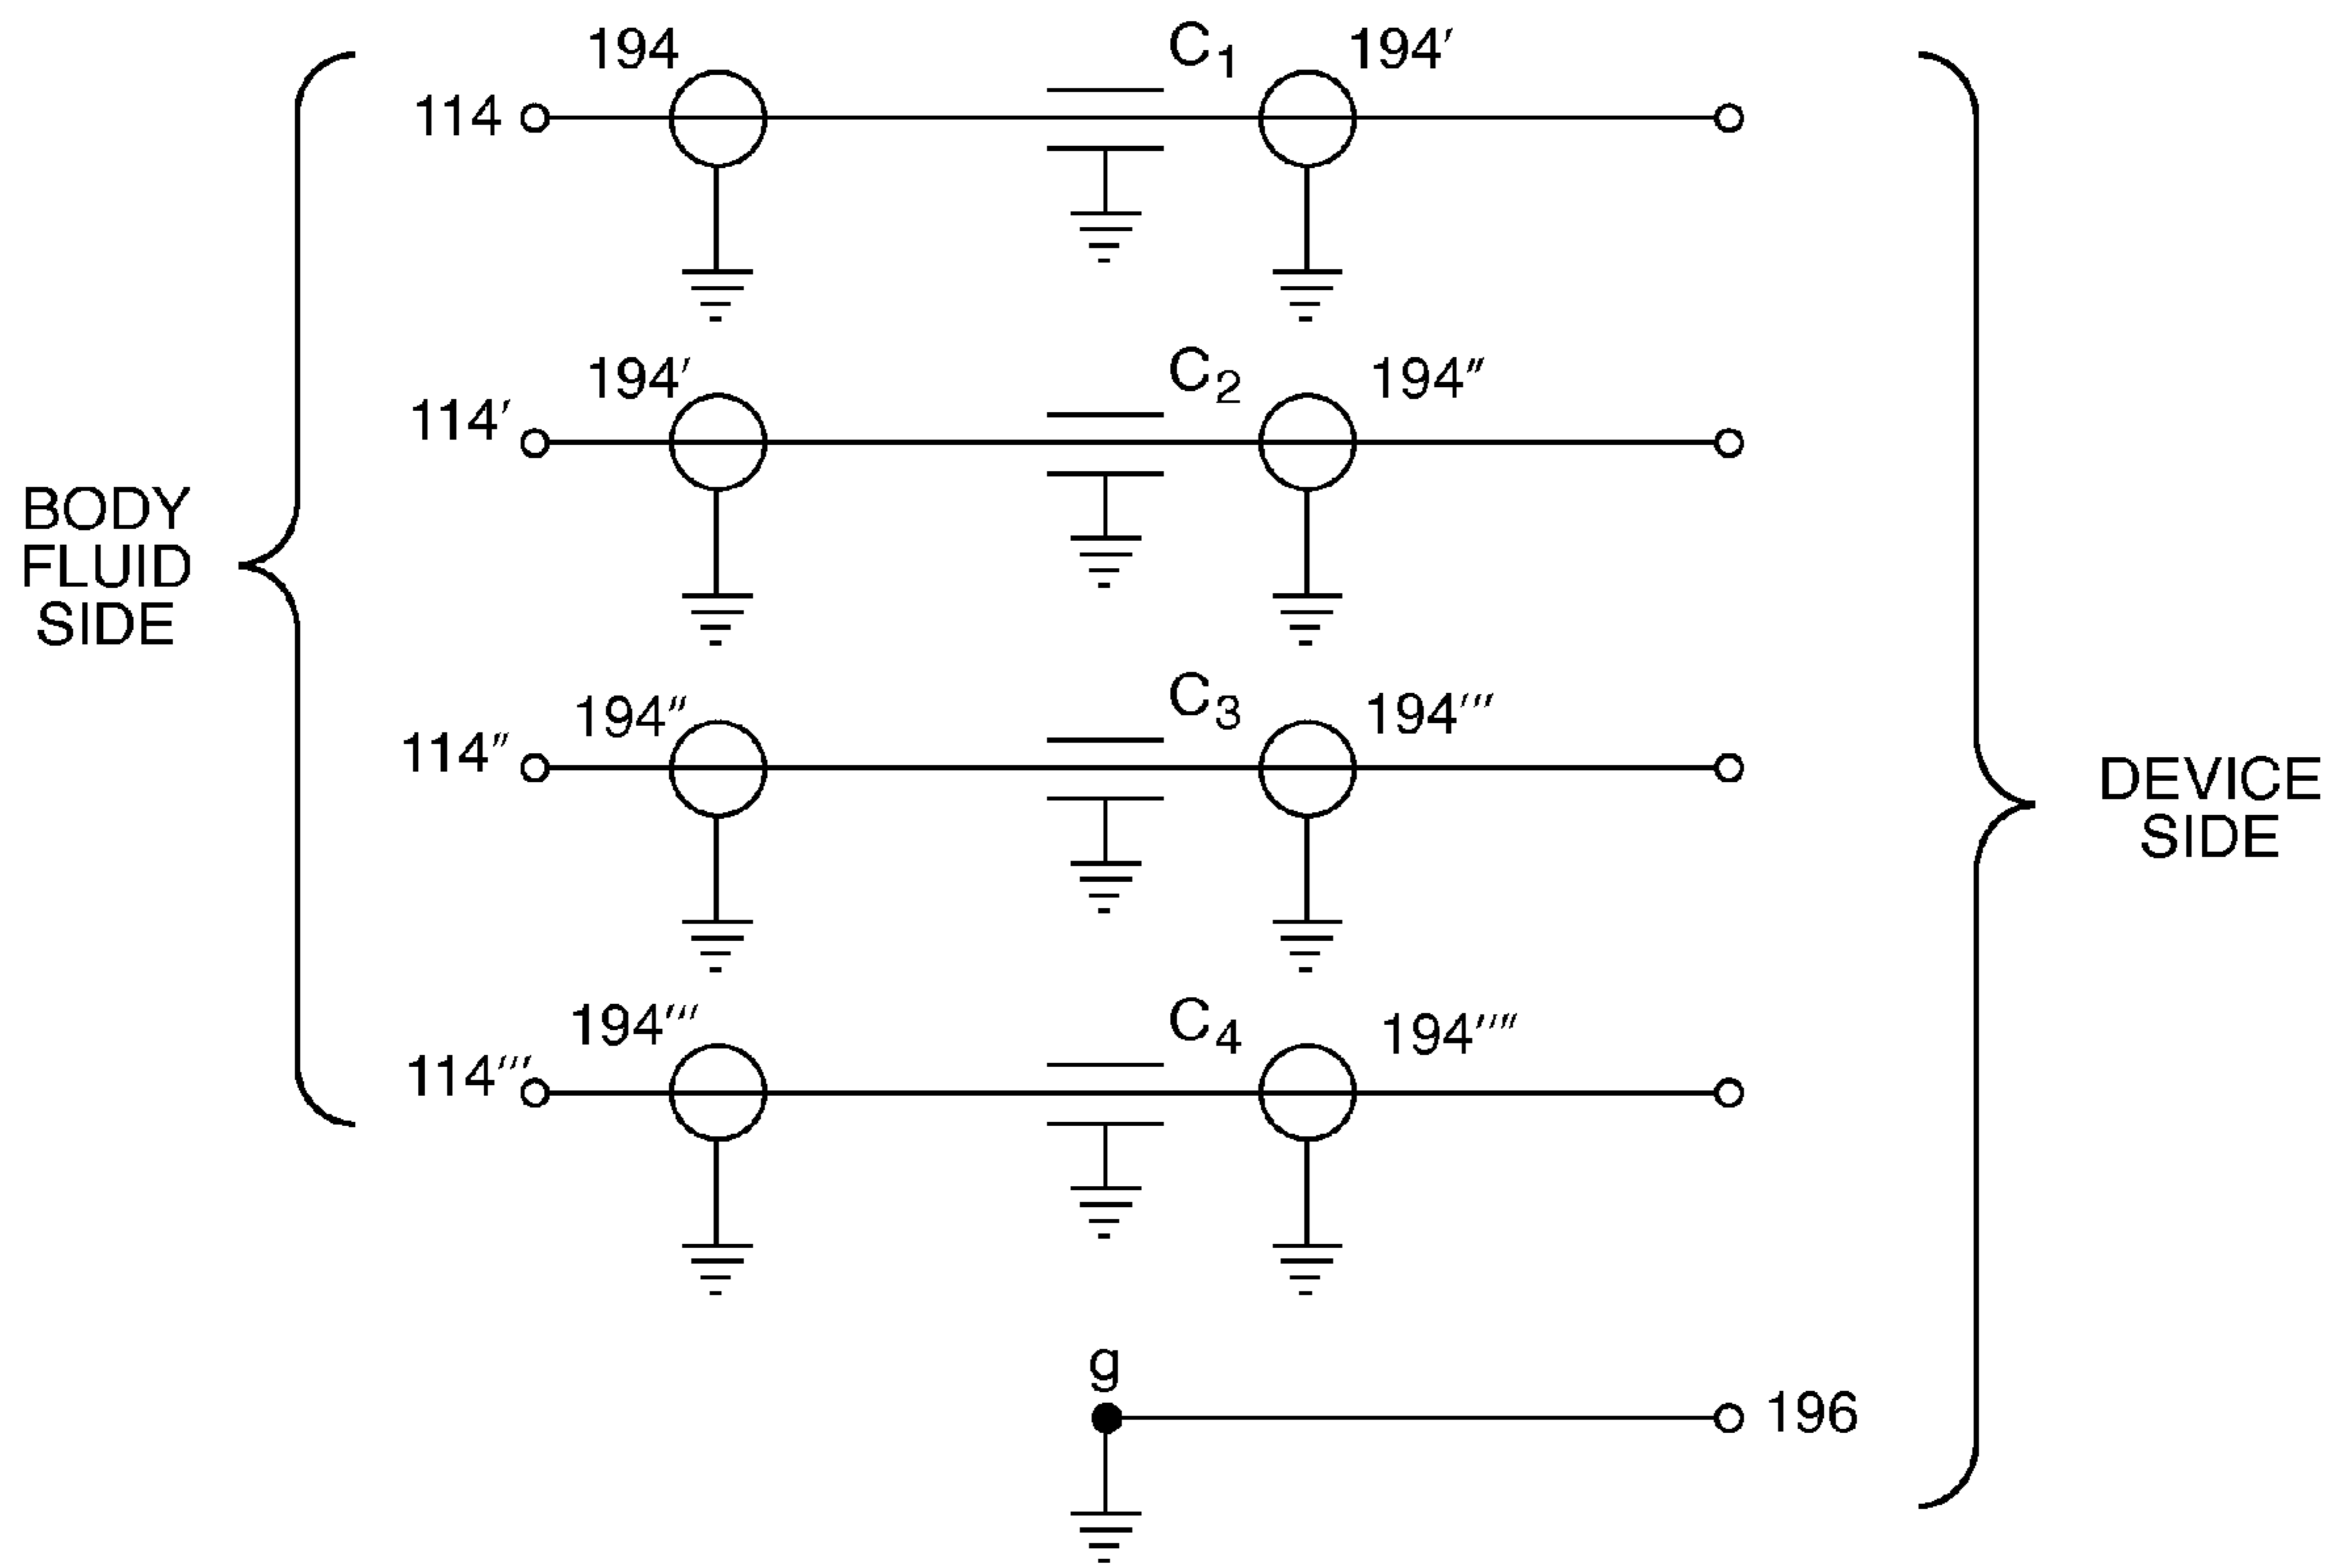 194 C1 194′
114
194′ C2 194″
114′
BODY
FLUID
SIDE
194″ C3 194‴
114″
DEVICE
SIDE
194‴ C4 194⁗
114‴
g
196